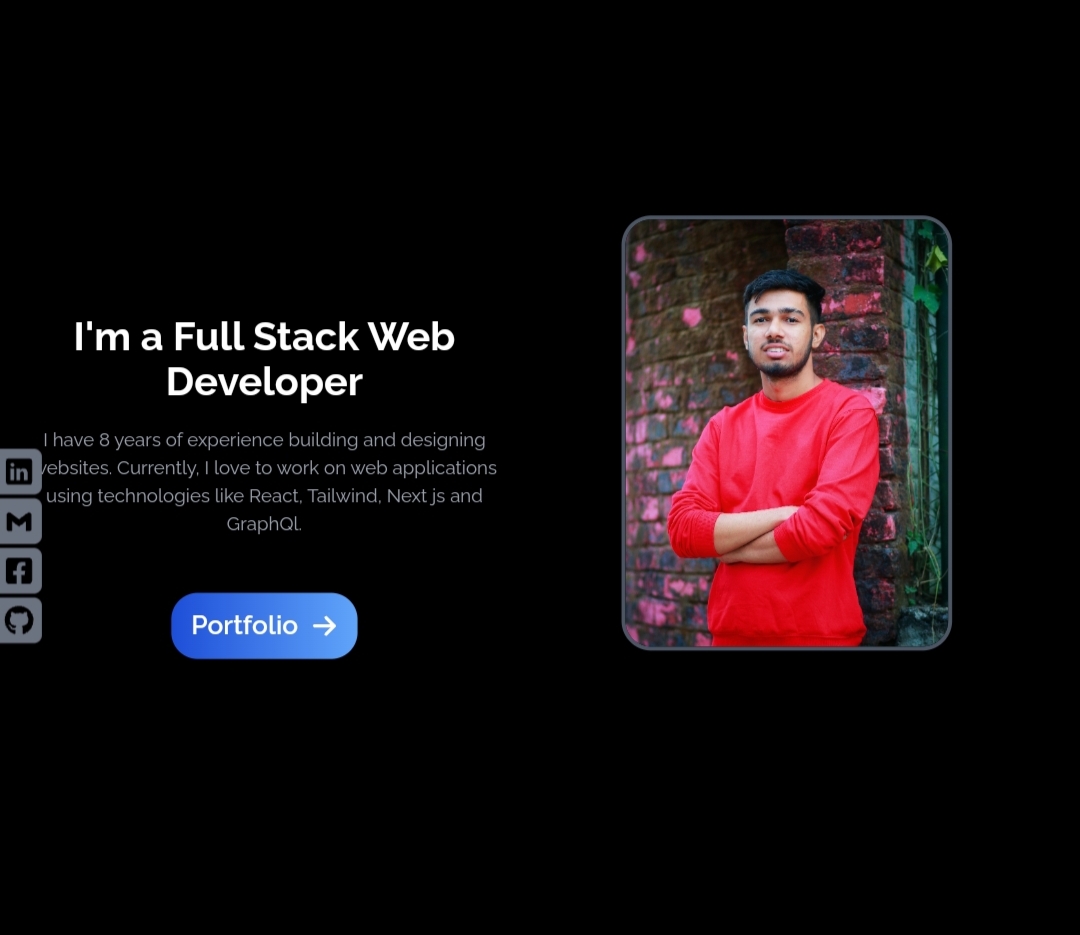 I'm a Full Stack Web
Developer
I have 8 years of experience building and designing
websites. Currently, I love to work on web applications
using technologies like React, Tailwind, Next js and
GraphQl.
in
Portfolio